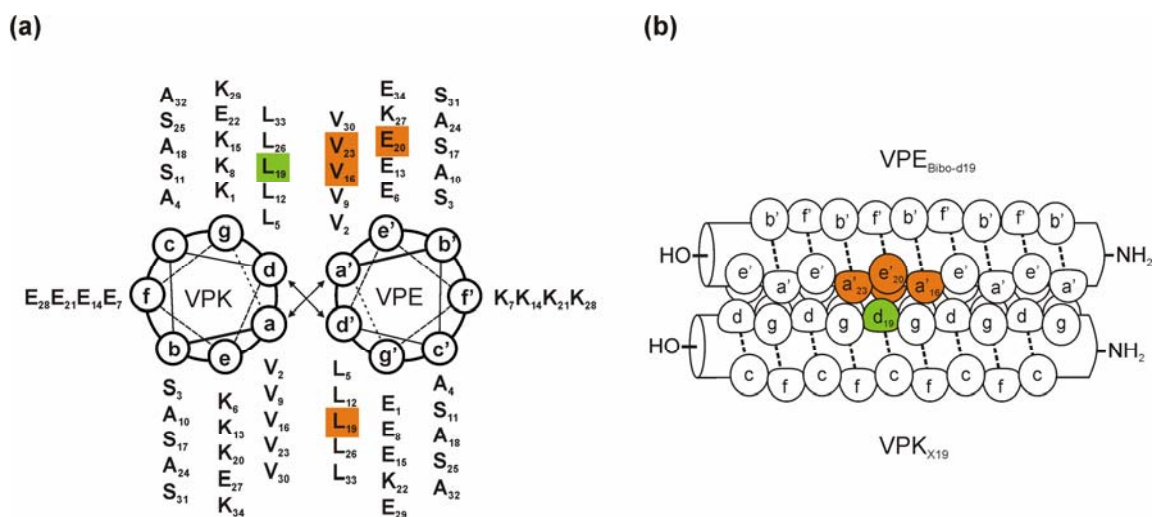 (a)
A32 K29
S25 E22 L33
A18 K15 L26
S11 K8 L19
A4 K1 L12
L5
E34 S31
V30 K27 A24
V23 E20 S17
V16 E13 A10
V9 E6 S3
V2
g e'
c d a' b'
f VPK VPE f'
b a d' c'
e g'
E28E21E14E7
K7K14K21K28
S3 K6 V2
A10 K13 V9
S17 K20 V16
A24 E27 V23
S31 K34 V30
L5 E1 A4
L12 E8 S11
L19 E15 A18
L26 K22 S25
L33 E29 A32
(b)
VPEBibo-d19
b' f' b' f' b' f' b' f' b'
HO NH2
e' e' e'20 e' e'
a' a'23 a'16 a' a'
d g d g d19 g d g d g
HO NH2
c f c f c f c f c
VPKX19